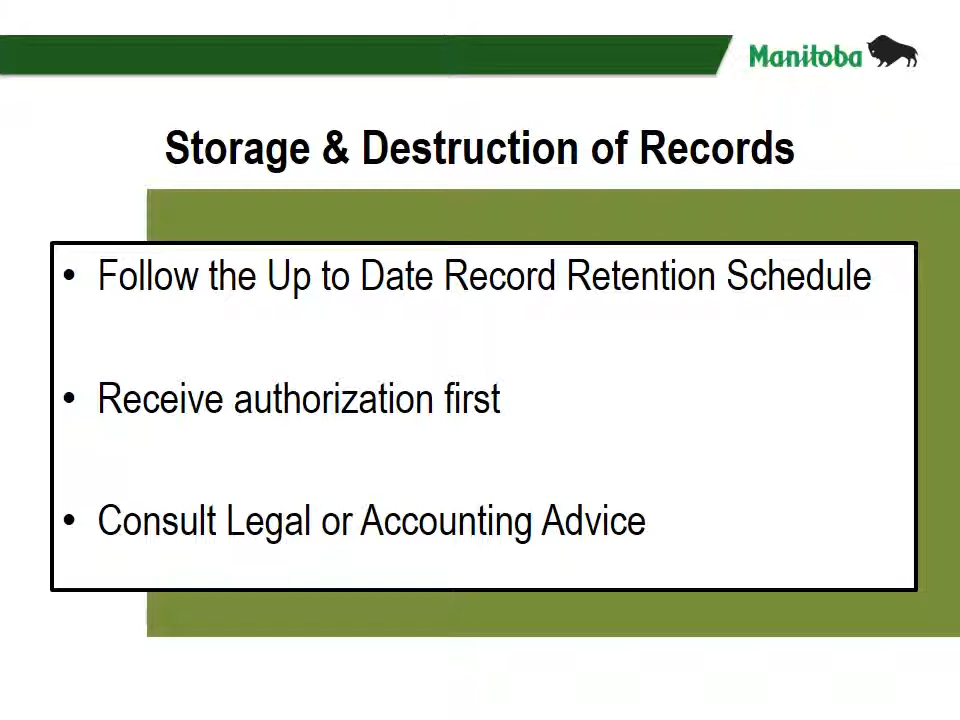 Manitoba
Storage & Destruction of Records
• Follow the Up to Date Record Retention Schedule
• Receive authorization first
• Consult Legal or Accounting Advice